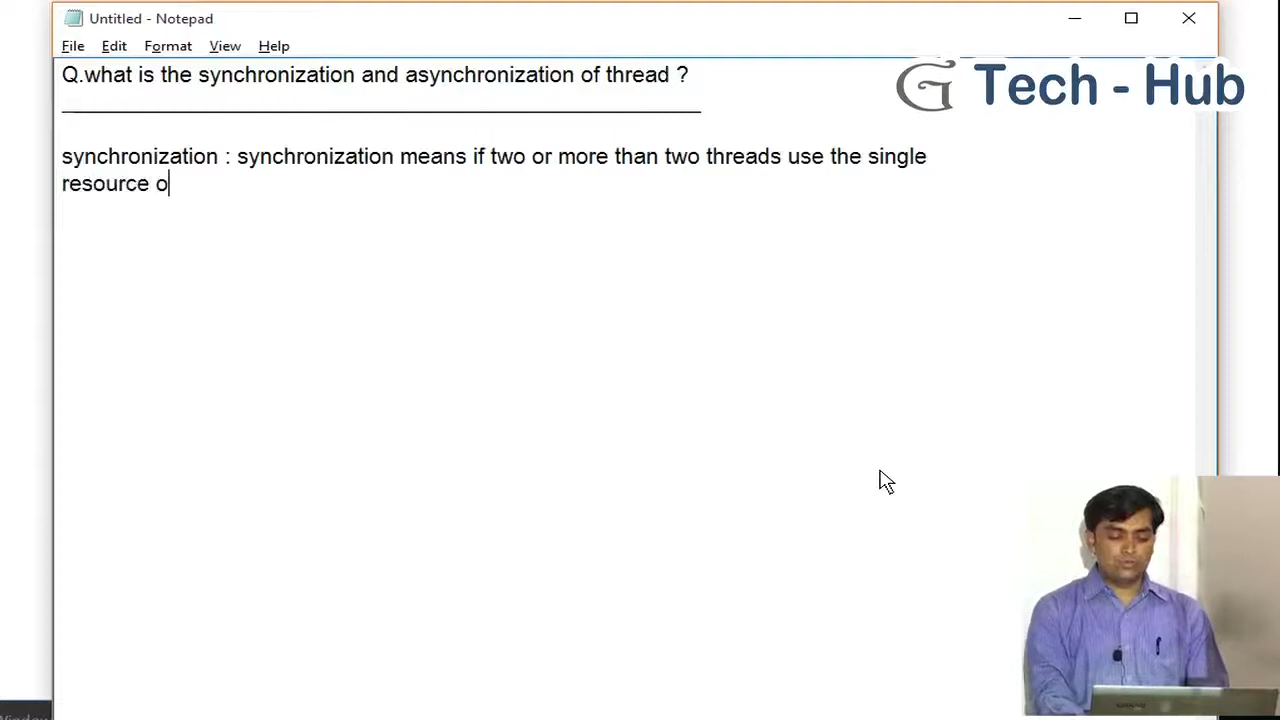 Untitled - Notepad
File Edit Format View Help
Q.what is the synchronization and asynchronization of thread ?
G Tech - Hub
synchronization : synchronization means if two or more than two threads use the single
resource o